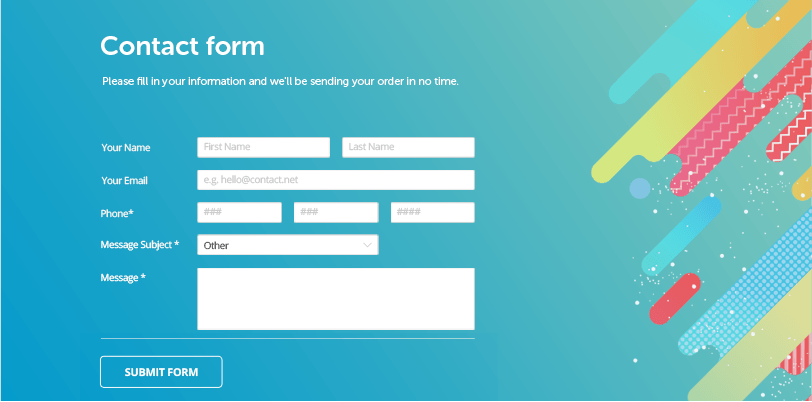 Contact form
Please fill in your information and we'll be sending your order in no time.
Your Name First Name Last Name
Your Email e.g. hello@contact.net
Phone* ### ### ####
Message Subject * Other
Message *
SUBMIT FORM